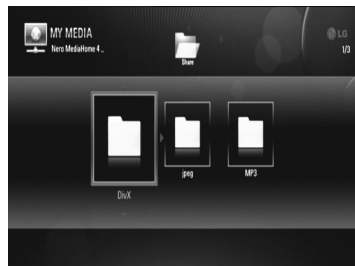 MY MEDIA
Nero MediaHome 4 ..
Share
LG
1/3
DivX
jpeg
MP3